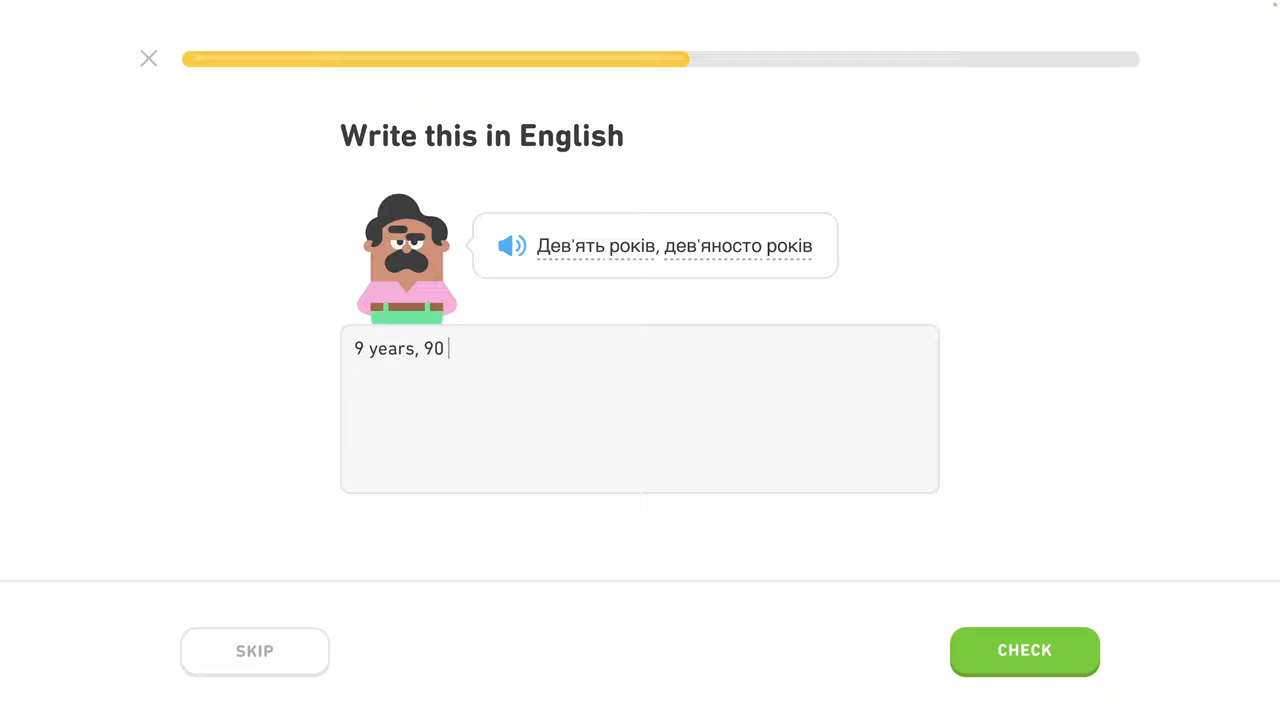 Write this in English
Дев'ять років, дев'яносто років
9 years, 90
SKIP
CHECK